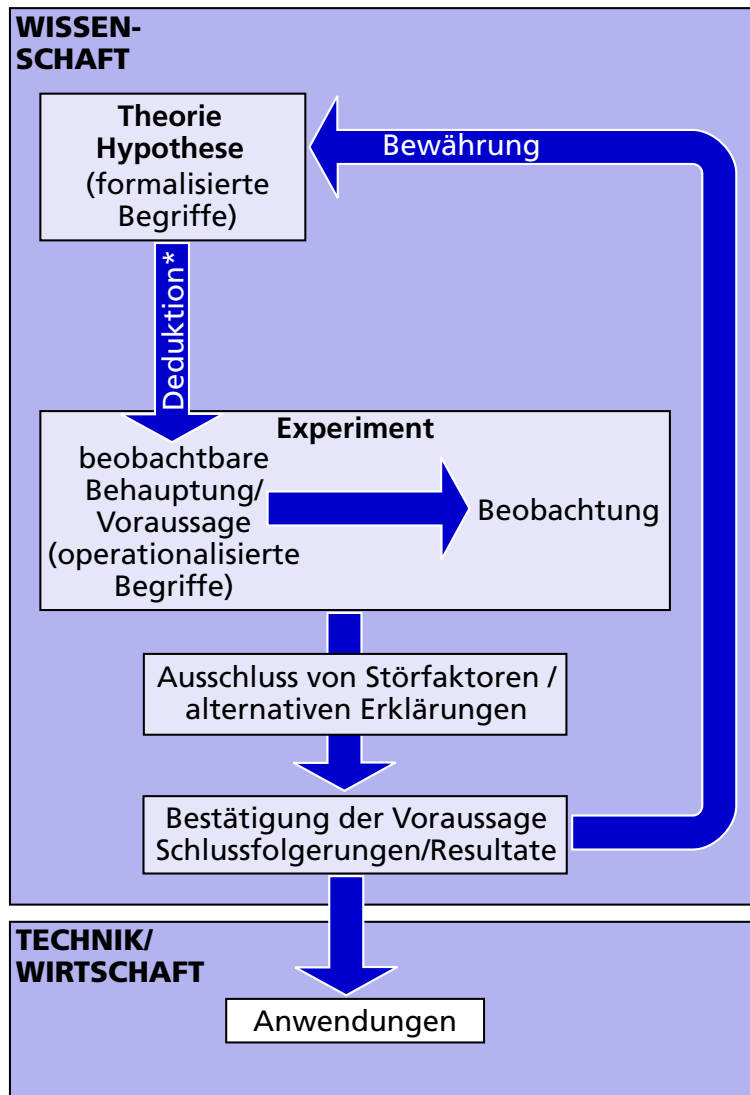 WISSEN-
SCHAFT
Theorie
Hypothese
(formalisierte
Begriffe)
Bewährung
Deduktion*
Experiment
beobachtbare
Behauptung/
Voraussage
(operationalisierte
Begriffe)
Beobachtung
Ausschluss von Störfaktoren /
alternativen Erklärungen
Bestätigung der Voraussage
Schlussfolgerungen/Resultate
TECHNIK/
WIRTSCHAFT
Anwendungen